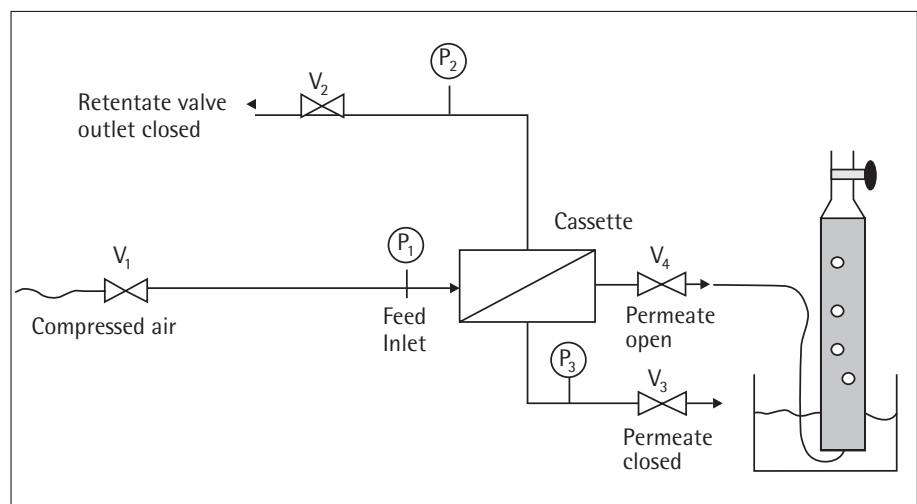 P2
V2
Retentate valve
outlet closed
Cassette
P1
V1
V4
Compressed air
Feed
Inlet
Permeate
open
P3
V3
Permeate
closed